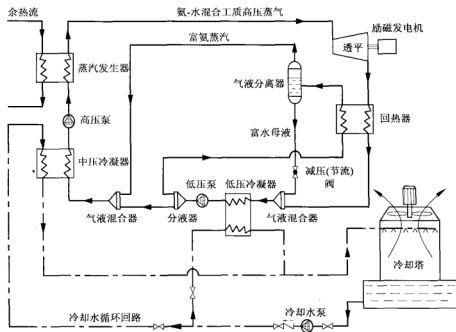 余热流
氨-水混合工质高压蒸气
励磁发电机
富氨蒸汽
透平
蒸汽发生器
气液分离器
高压泵
回热器
富水母液
中压冷凝器
减压(节流)
阀
低压泵
低压冷凝器
气液混合器
分液器
气液混合器
冷却塔
冷却水循环回路
冷却水泵